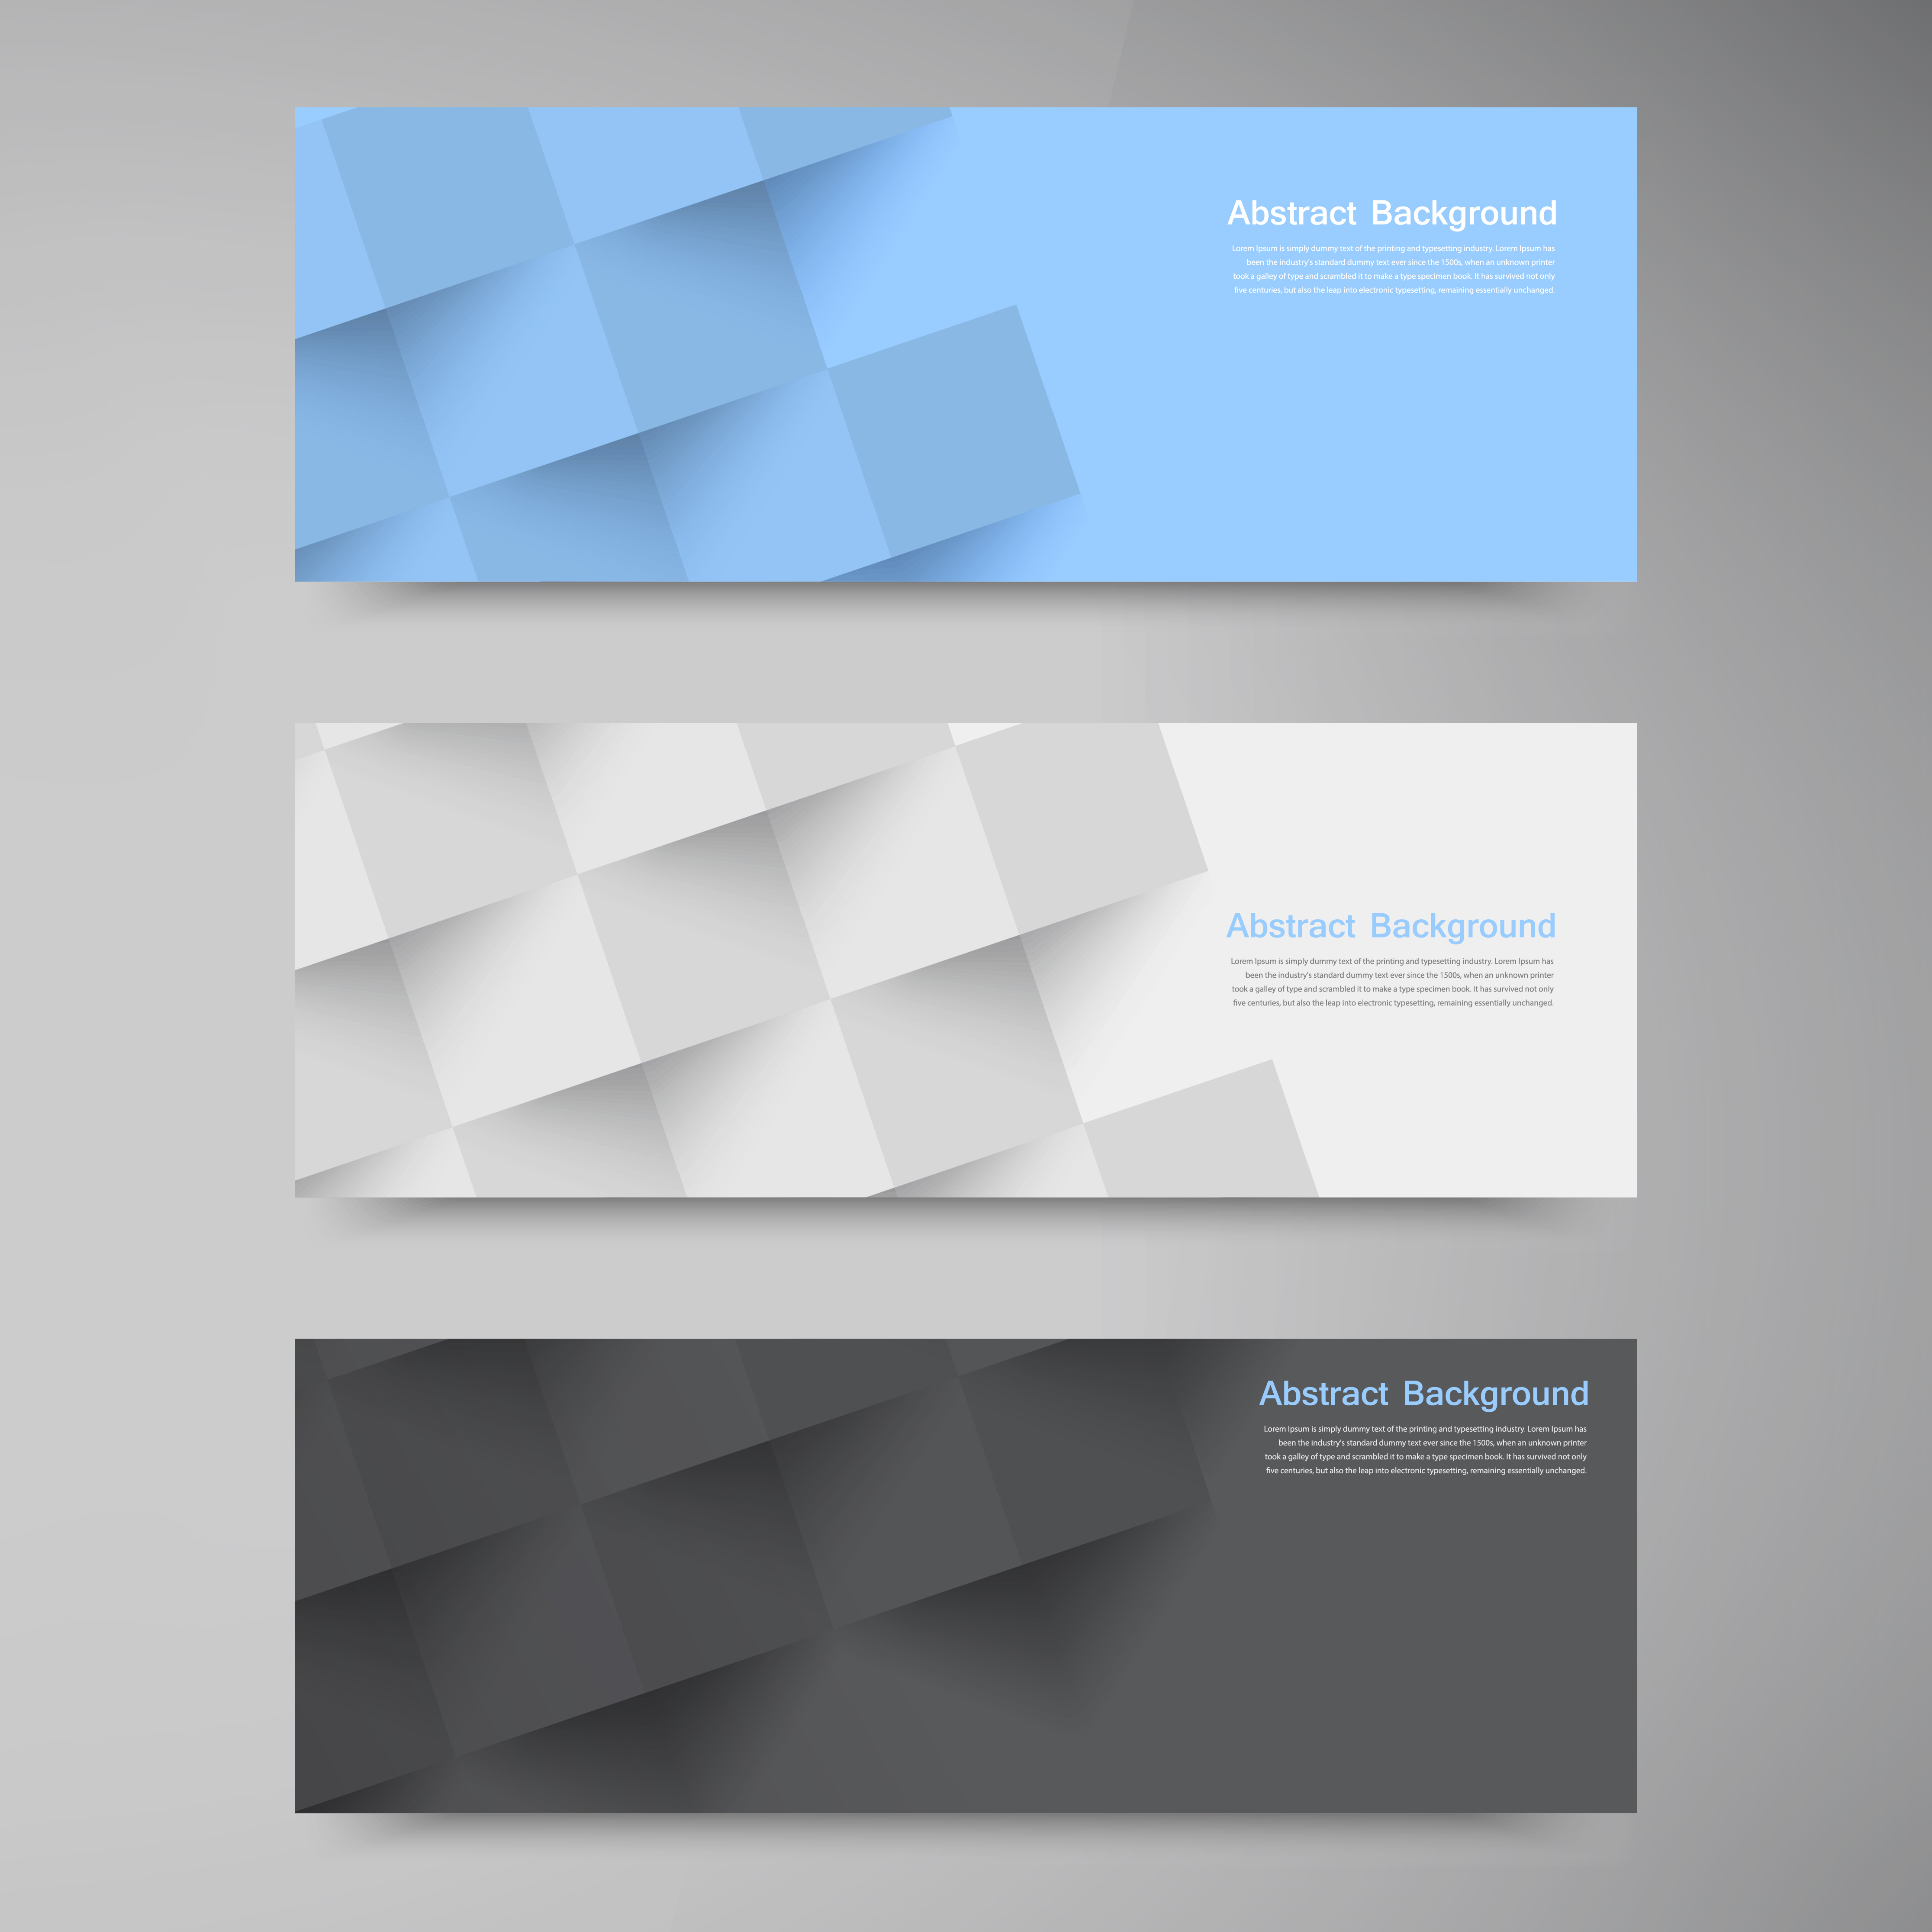 Abstract Background
Lorem Ipsum is simply dummy text of the printing and typesetting industry. Lorem Ipsum has
been the industry's standard dummy text ever since the 1500s, when an unknown printer
took a galley of type and scrambled it to make a type specimen book. It has survived not only
five centuries, but also the leap into electronic typesetting, remaining essentially unchanged.
Abstract Background
Lorem Ipsum is simply dummy text of the printing and typesetting industry. Lorem Ipsum has
been the industry's standard dummy text ever since the 1500s, when an unknown printer
took a galley of type and scrambled it to make a type specimen book. It has survived not only
five centuries, but also the leap into electronic typesetting, remaining essentially unchanged.
Abstract Background
Lorem Ipsum is simply dummy text of the printing and typesetting industry. Lorem Ipsum has
been the industry's standard dummy text ever since the 1500s, when an unknown printer
took a galley of type and scrambled it to make a type specimen book. It has survived not only
five centuries, but also the leap into electronic typesetting, remaining essentially unchanged.